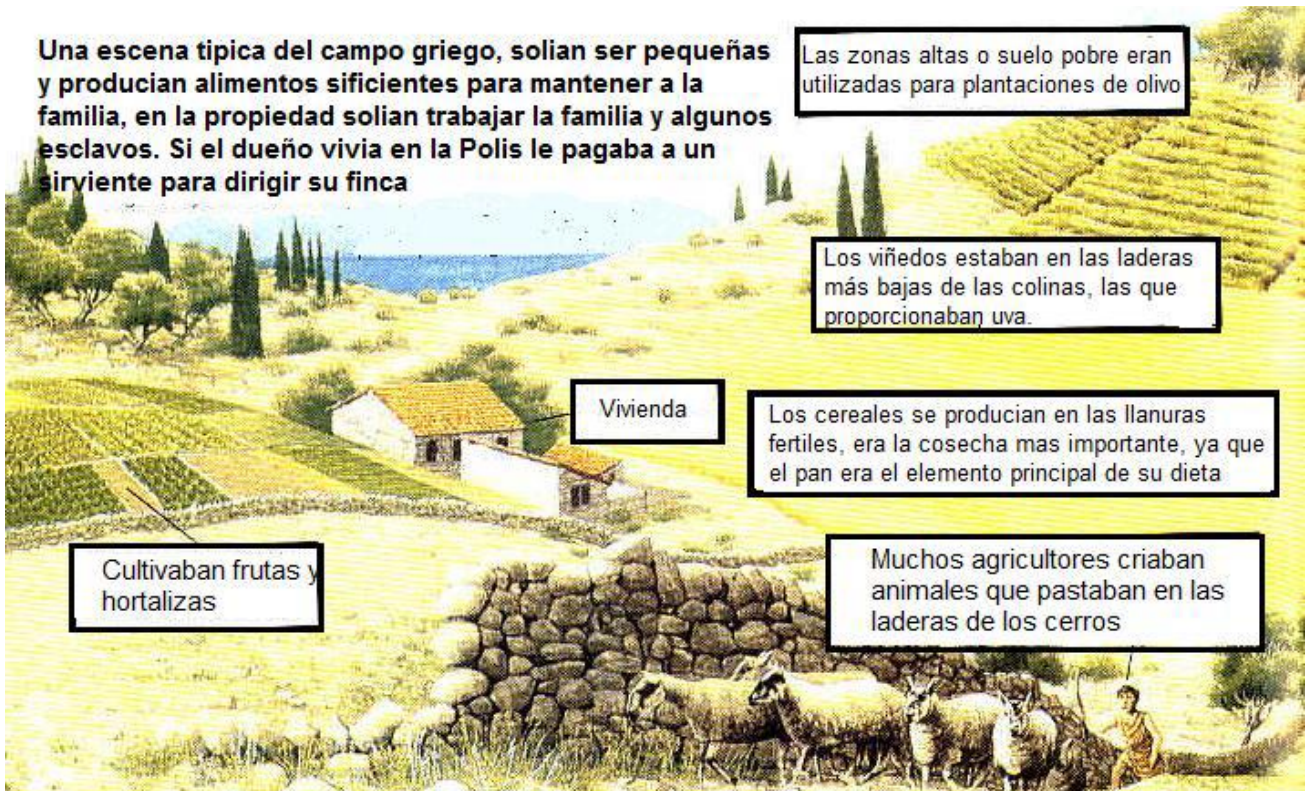 Una escena tipica del campo griego, solian ser pequeñas
y producian alimentos sificientes para mantener a la
familia, en la propiedad solian trabajar la familia y algunos
esclavos. Si el dueño vivia en la Polis le pagaba a un
sirviente para dirigir su finca
Las zonas altas o suelo pobre eran
utilizadas para plantaciones de olivo
Los viñedos estaban en las laderas
más bajas de las colinas, las que
proporcionaban uva.
Vivienda
Los cereales se producian en las llanuras
fertiles, era la cosecha mas importante, ya que
el pan era el elemento principal de su dieta
Cultivaban frutas y
hortalizas
Muchos agricultores criaban
animales que pastaban en las
laderas de los cerros